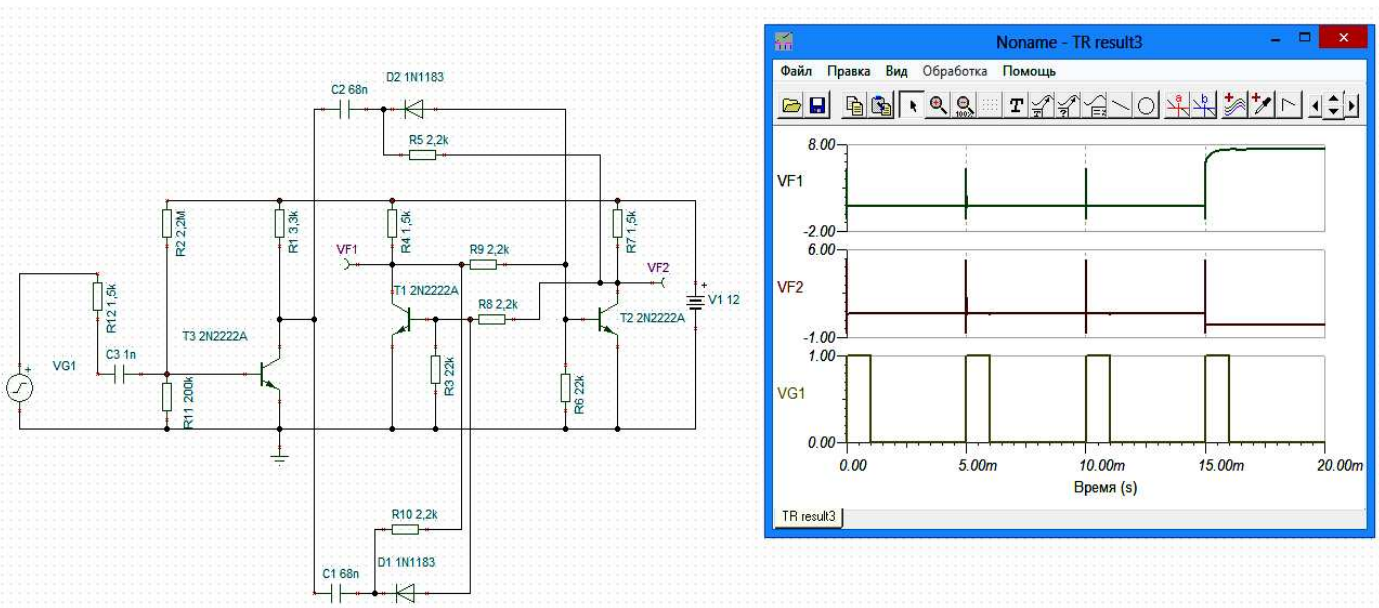 D2 1N1183
C2 68n
R5 2,2k
R2 2,2M
R1 3,3k
R4 1,5k
R7 1,5k
VF1
R9 2,2k
VF2
T1 2N2222A
R8 2,2k
V1 12
T2 2N2222A
R12 1,5k
T3 2N2222A
C3 1n
VG1
R11 200k
R3 22k
R6 22k
R10 2,2k
D1 1N1183
C1 68n
Noname - TR result3
Файл Правка Вид Обработка Помощь
8.00
VF1
-2.00
6.00
VF2
-1.00
1.00
VG1
0.00
0.00 5.00m 10.00m 15.00m 20.00m
Время (s)
TR result3